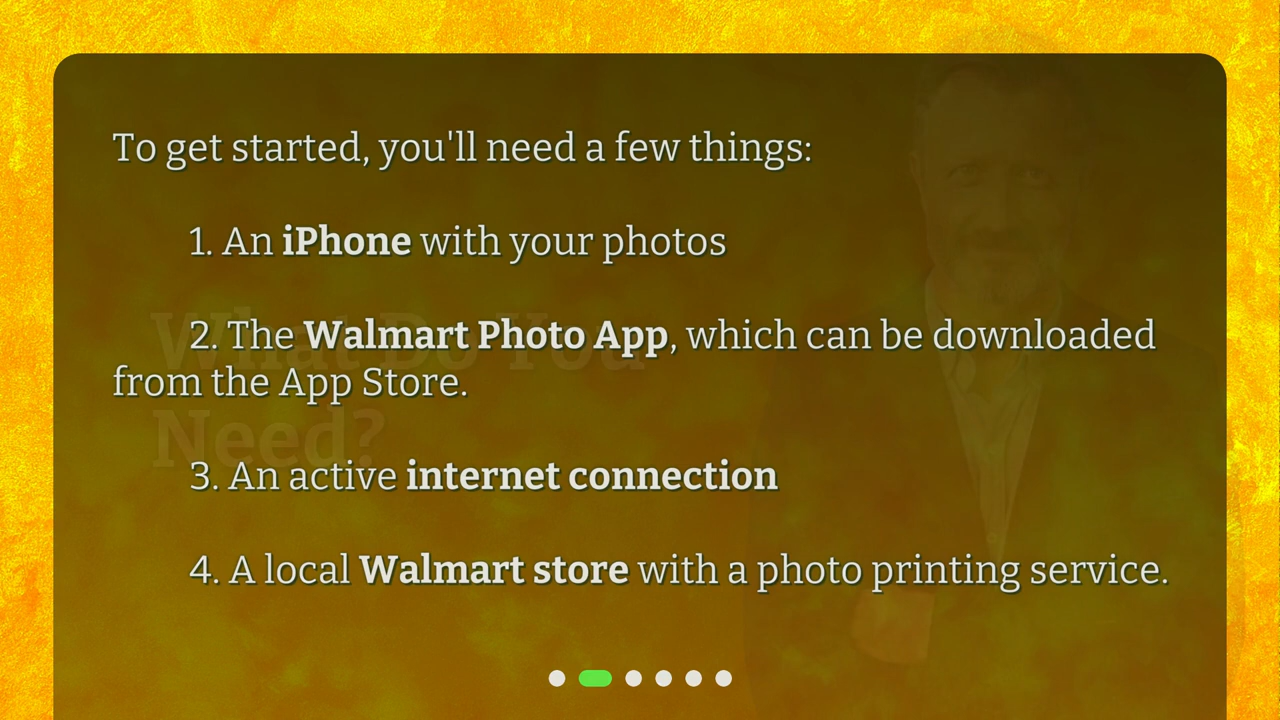 To get started, you'll need a few things:
1. An iPhone with your photos
2. The Walmart Photo App, which can be downloaded
from the App Store.
What Do You
Need?
3. An active internet connection
4. A local Walmart store with a photo printing service.